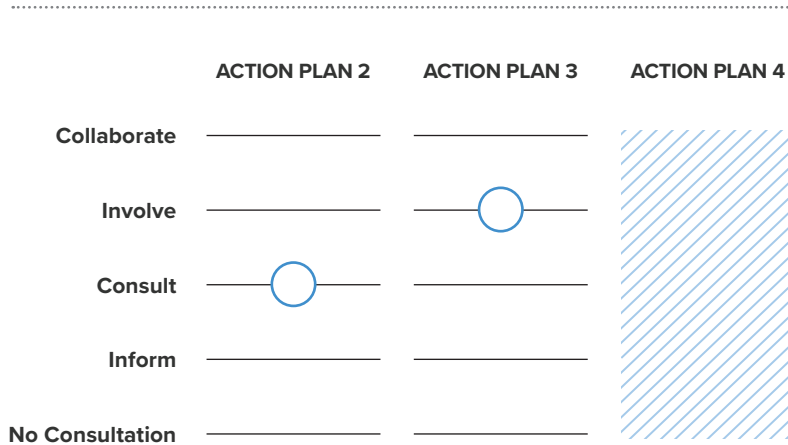 ACTION PLAN 2 ACTION PLAN 3 ACTION PLAN 4
Collaborate
Involve
Consult
Inform
No Consultation